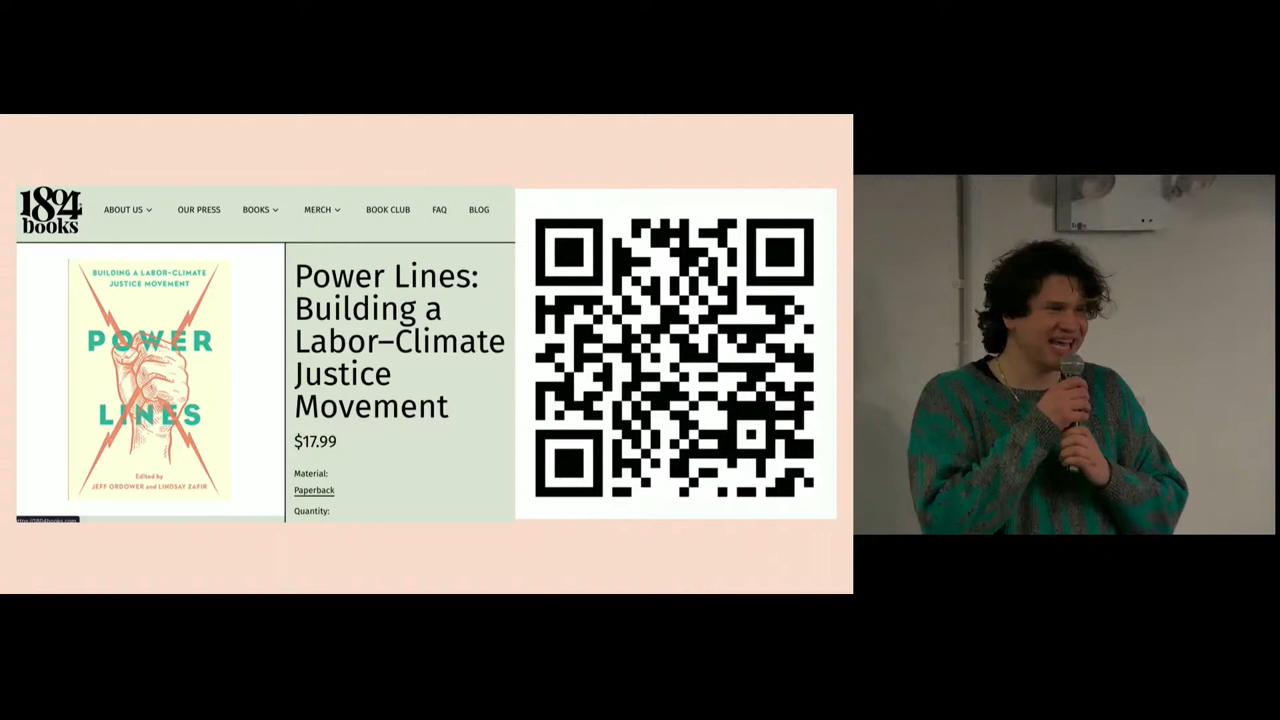 1804
books
ABOUT US
OUR PRESS
BOOKS
MERCH
BOOK CLUB
FAQ
BLOG
BUILDING A LABOR-CLIMATE
JUSTICE MOVEMENT
POWER
LINES
Edited by
JEFF ORDOWER and LINDSAY ZAFIR
Power Lines:
Building a
Labor–Climate
Justice
Movement
$17.99
Material:
Paperback
Quantity: